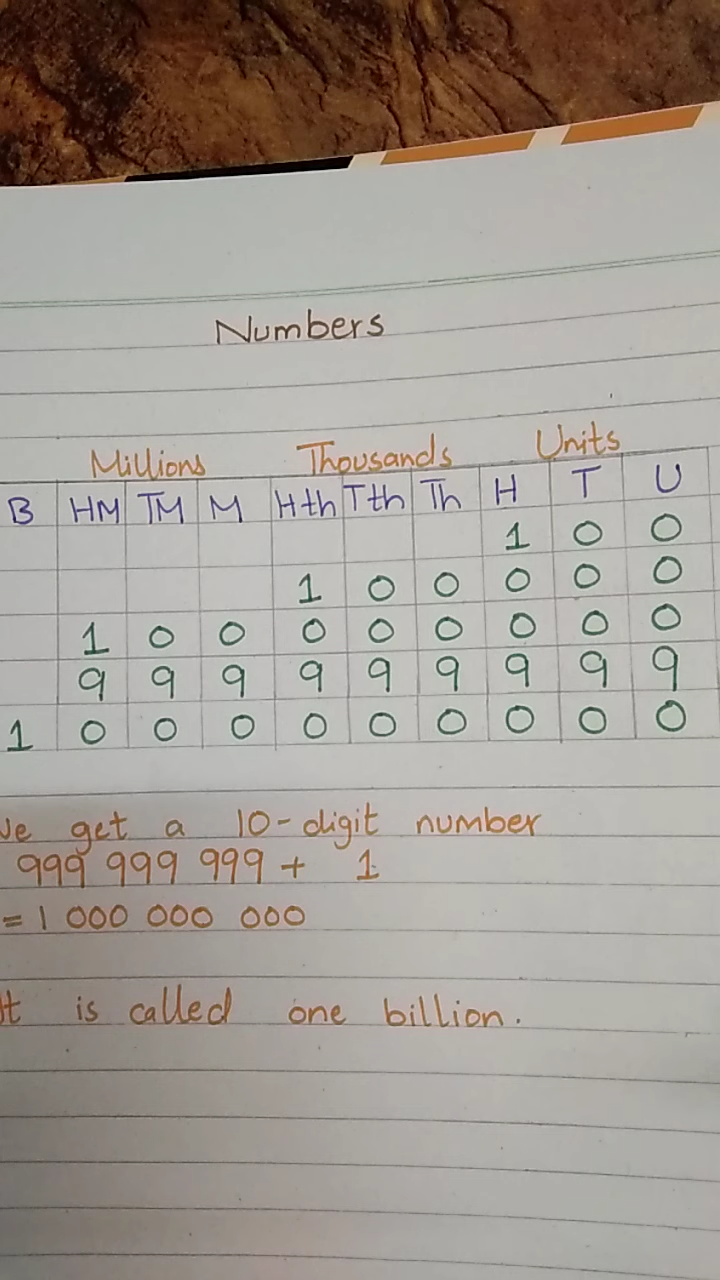 Numbers
Millions Thousands Units
B HM TM M Hth Tth Th H T U
1 0 0
1 0 0 0 0 0
1 0 0 0 0 0 0 0 0
9 9 9 9 9 9 9 9 9
1 0 0 0 0 0 0 0 0 0
We get a 10-digit number
999 999 999 + 1
= 1 000 000 000
It is called one billion.